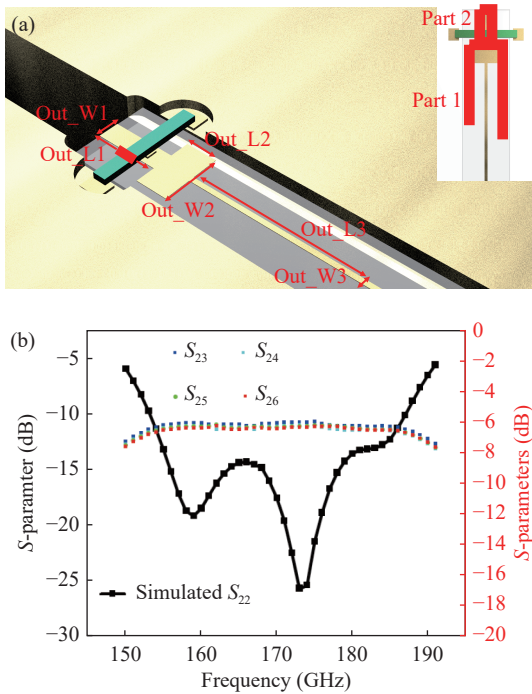 (a)
Part 2
Part 1
Out_W1
Out_L1
Out_L2
Out_W2
Out_L3
Out_W3
(b)
S23 S24
S25 S26
Simulated S22
−5
−10
−15
−20
−25
−30
S-paramter (dB)
0
−2
−4
−6
−8
−10
−12
−14
−16
−18
−20
S-parameters (dB)
150 160 170 180 190
Frequency (GHz)